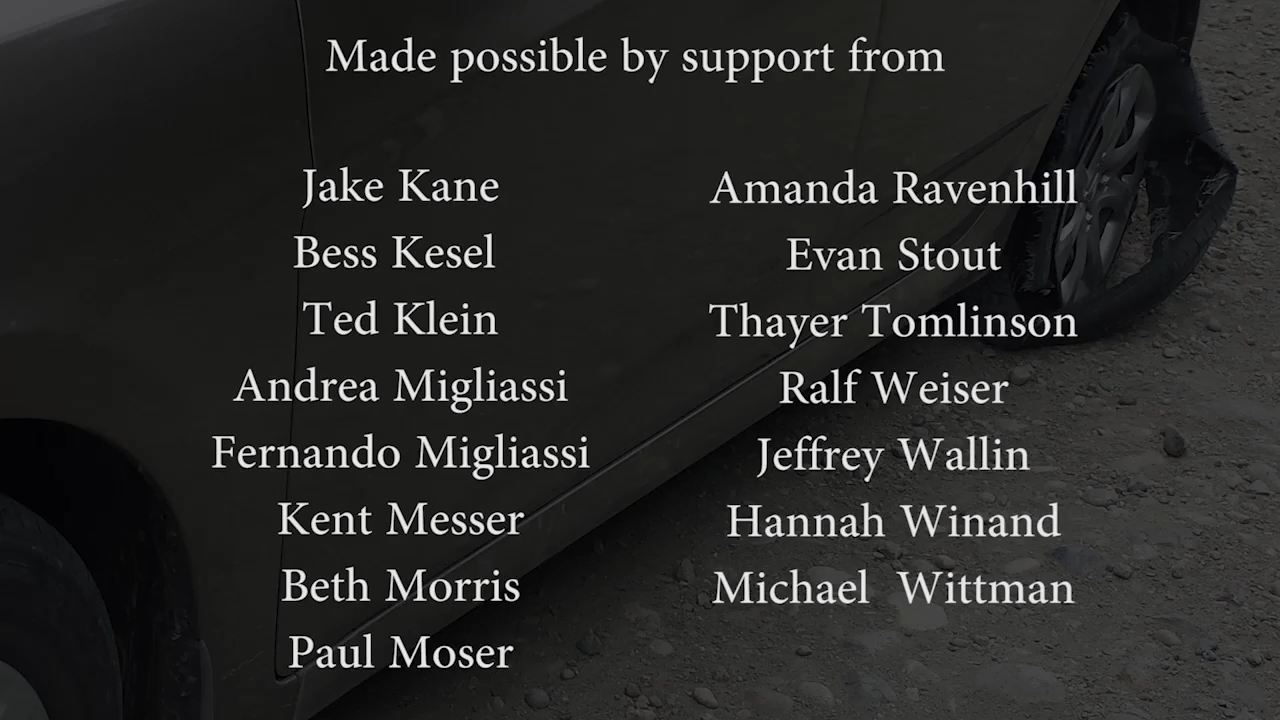 Made possible by support from
Jake Kane
Bess Kesel
Ted Klein
Andrea Migliassi
Fernando Migliassi
Kent Messer
Beth Morris
Paul Moser
Amanda Ravenhill
Evan Stout
Thayer Tomlinson
Ralf Weiser
Jeffrey Wallin
Hannah Winand
Michael  Wittman